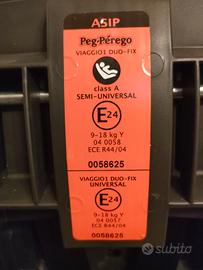 ASIP
Peg-Pérego
VIAGGIO1 DUO-FIX
class A
SEMI-UNIVERSAL
E24
9-18 kg Y
04 0058
ECE R44/04
0058625
VIAGGIO1 DUO-FIX
UNIVERSAL
E24
9-18 kg Y
04 0057
ECE R44/04
0058625
subito